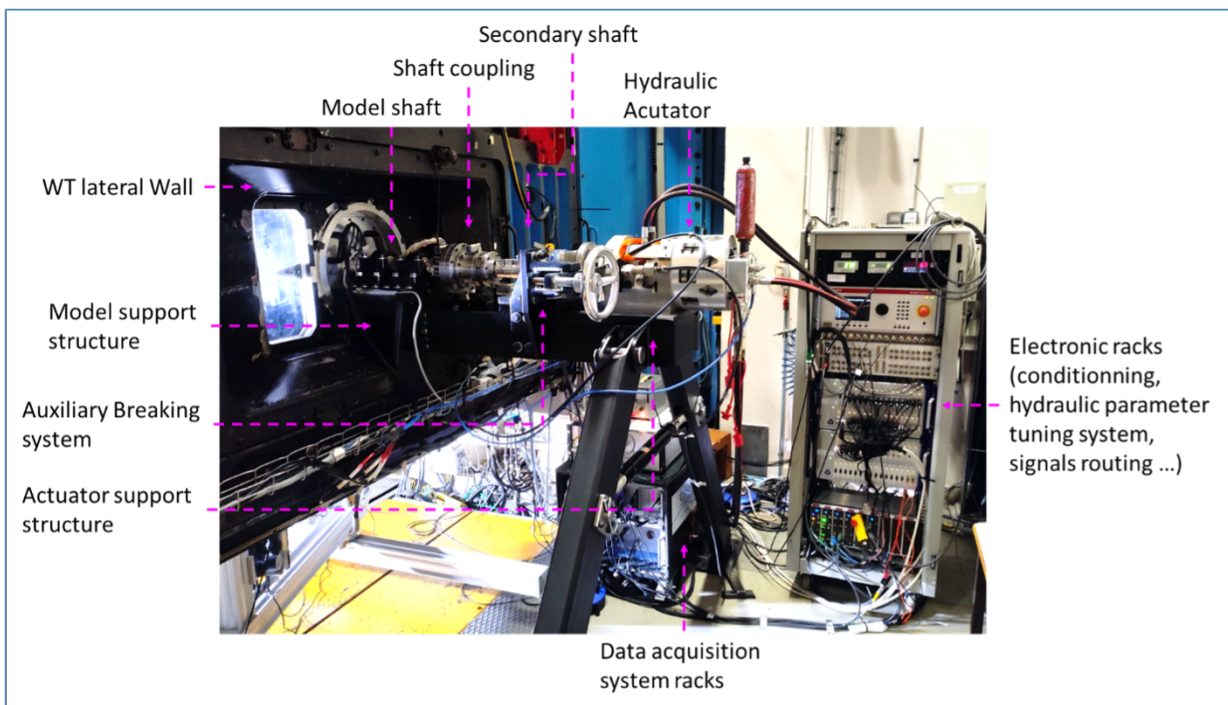 Secondary shaft
Shaft coupling
Model shaft
Hydraulic
Acutator
WT lateral Wall
Model support
structure
Auxiliary Breaking
system
Actuator support
structure
Electronic racks
(conditionning,
hydraulic parameter
tuning system,
signals routing ...)
Data acquisition
system racks